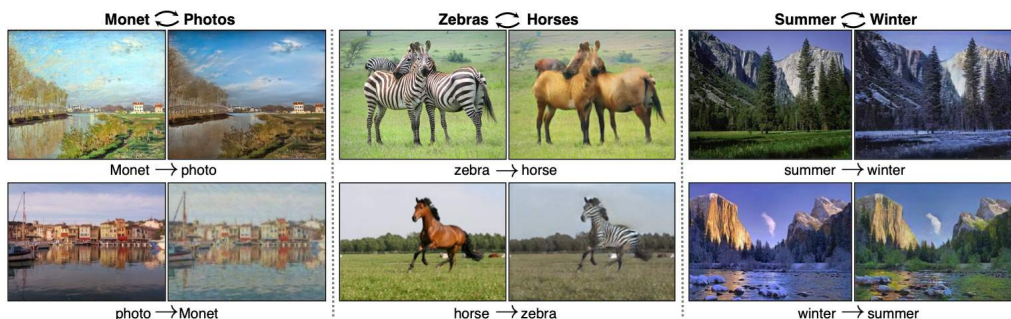 Monet Photos
Zebras Horses
Summer Winter
Monet → photo
zebra → horse
summer → winter
photo → Monet
horse → zebra
winter → summer